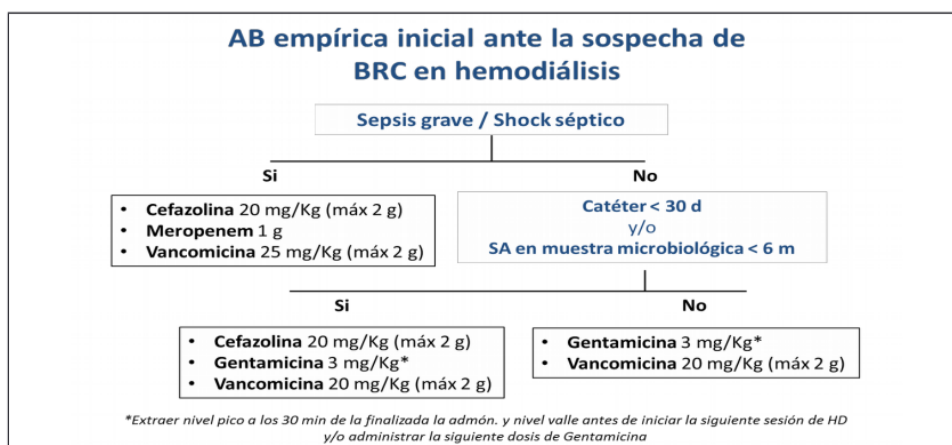 AB empírica inicial ante la sospecha de
BRC en hemodiálisis
Sepsis grave / Shock séptico
Si
No
• Cefazolina 20 mg/Kg (máx 2 g)
• Meropenem 1 g
• Vancomicina 25 mg/Kg (máx 2 g)
Catéter < 30 d
y/o
SA en muestra microbiológica < 6 m
Si
No
• Cefazolina 20 mg/Kg (máx 2 g)
• Gentamicina 3 mg/Kg*
• Vancomicina 20 mg/Kg (máx 2 g)
• Gentamicina 3 mg/Kg*
• Vancomicina 20 mg/Kg (máx 2 g)
*Extraer nivel pico a los 30 min de la finalizada la admón. y nivel valle antes de iniciar la siguiente sesión de HD
y/o administrar la siguiente dosis de Gentamicina